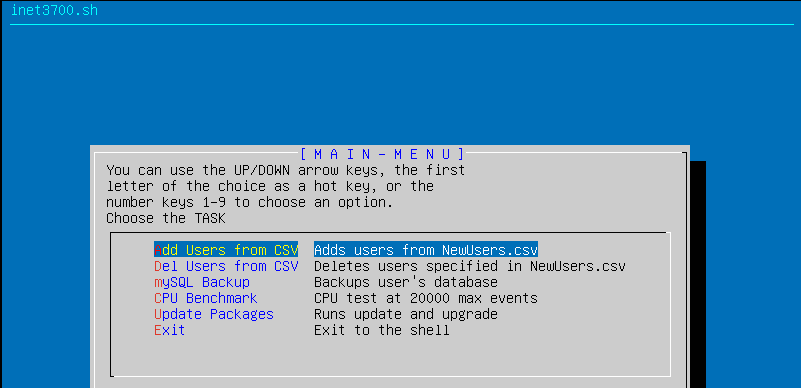 inet3700.sh
[ M A I N - M E N U ]
You can use the UP/DOWN arrow keys, the first
letter of the choice as a hot key, or the
number keys 1-9 to choose an option.
Choose the TASK
Add Users from CSV Adds users from NewUsers.csv
Del Users from CSV Deletes users specified in NewUsers.csv
mySQL Backup Backups user's database
CPU Benchmark CPU test at 20000 max events
Update Packages Runs update and upgrade
Exit Exit to the shell